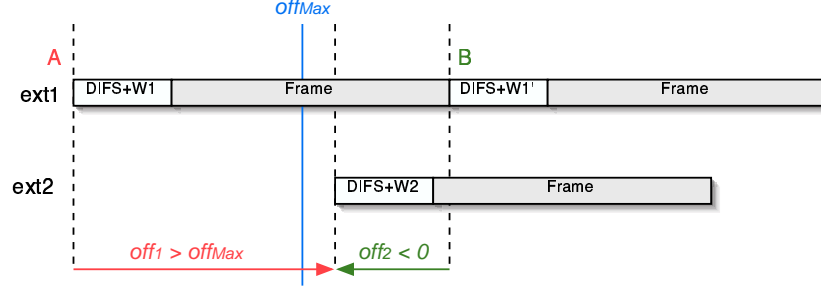 offMax
A
B
ext1
DIFS+W1
Frame
DIFS+W1'
Frame
ext2
DIFS+W2
Frame
off1 > offMax
off2 < 0